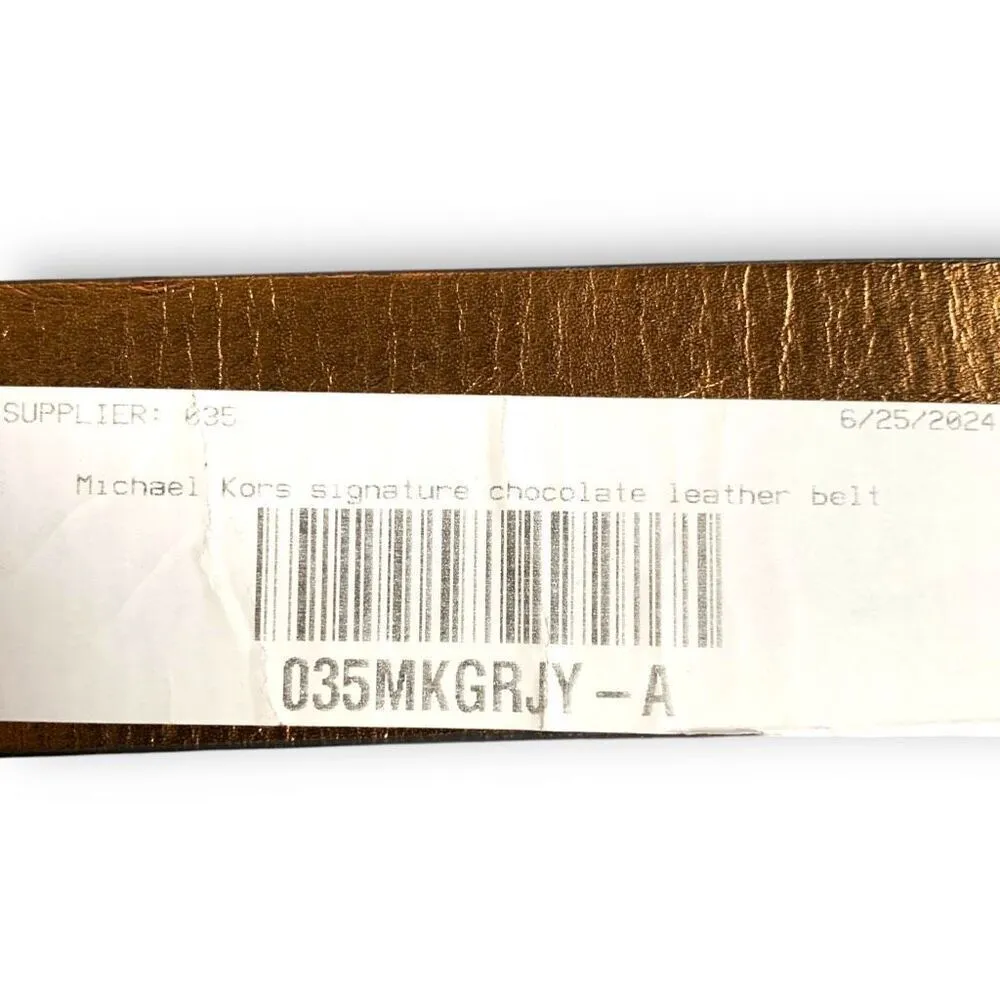 SUPPLIER: 035 6/25/2024
Michael Kors signature chocolate leather belt
035MKGRJY-A